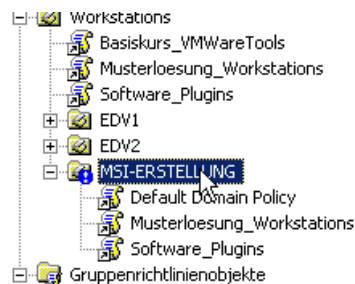 Workstations
Basiskurs_VMWareTools
Musterloesung_Workstations
Software_Plugins
EDV1
EDV2
MSI-ERSTELLUNG
Default Domain Policy
Musterloesung_Workstations
Software_Plugins
Gruppenrichtlinienobjekte